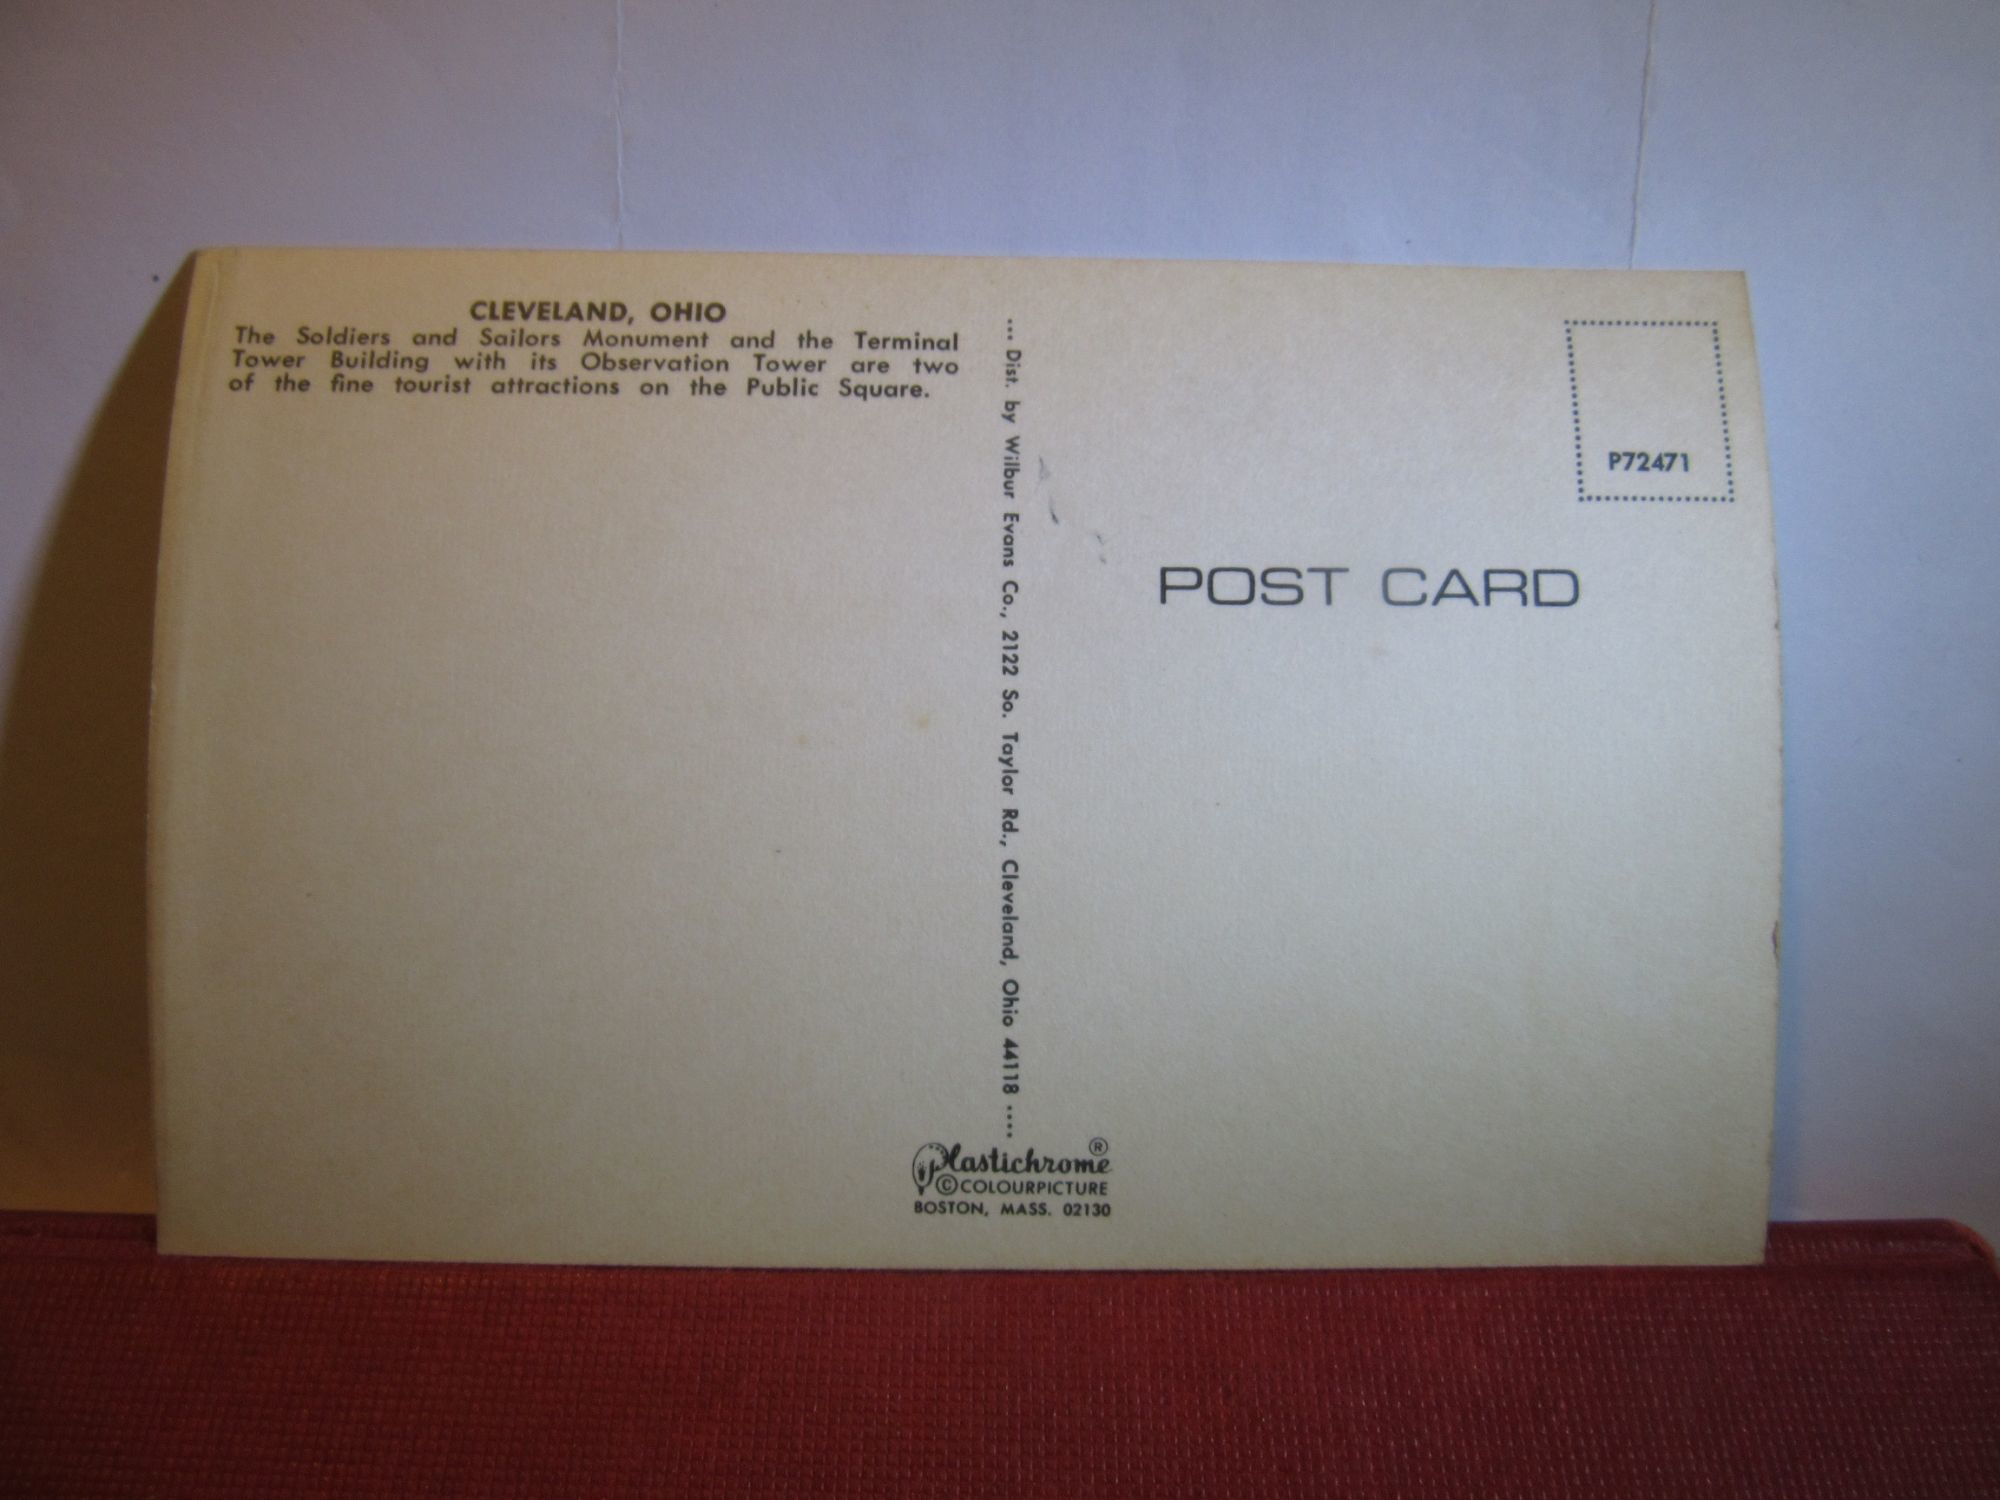 CLEVELAND, OHIO
The Soldiers and Sailors Monument and the Terminal
Tower Building with its Observation Tower are two
of the fine tourist attractions on the Public Square.
.... Dist. by Wilbur Evans Co., 2122 So. Taylor Rd., Cleveland, Ohio 44118 ....
P72471
POST CARD
Plastichrome ®
© COLOURPICTURE
BOSTON, MASS. 02130